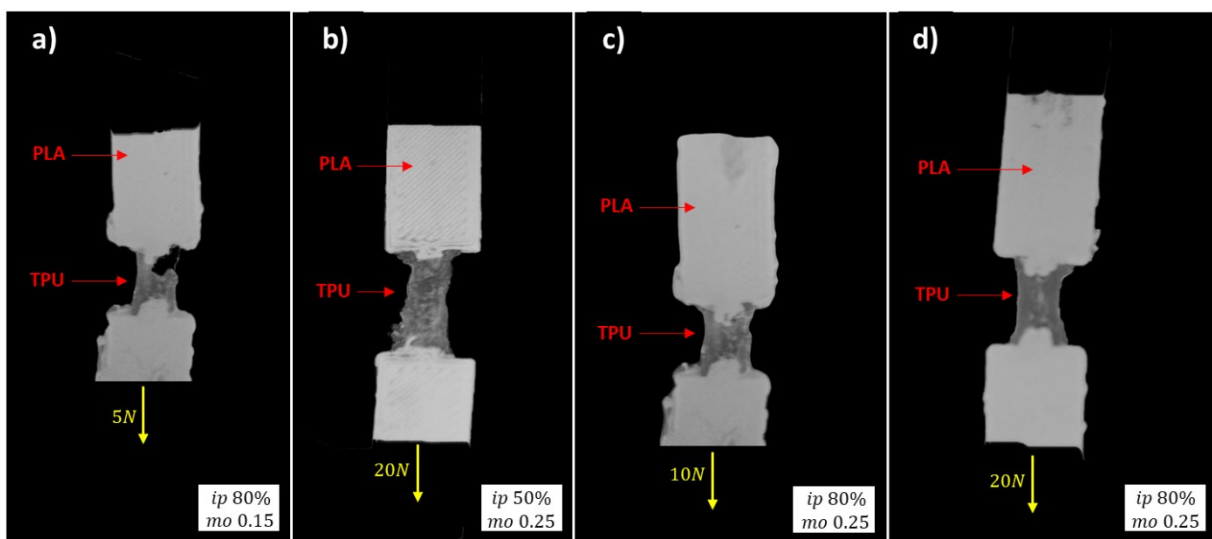 a)
PLA
TPU
5N
ip 80%
mo 0.15
b)
PLA
TPU
20N
ip 50%
mo 0.25
c)
PLA
TPU
10N
ip 80%
mo 0.25
d)
PLA
TPU
20N
ip 80%
mo 0.25